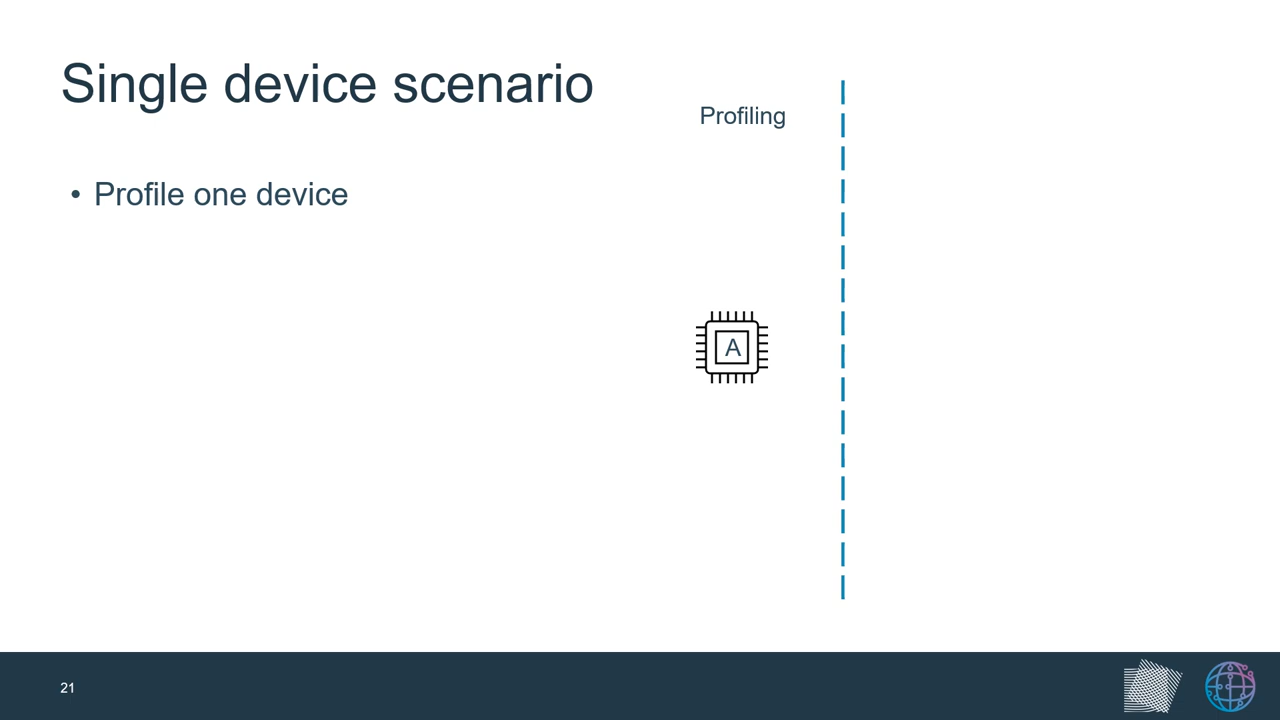 Single device scenario
Profiling
• Profile one device
A
21